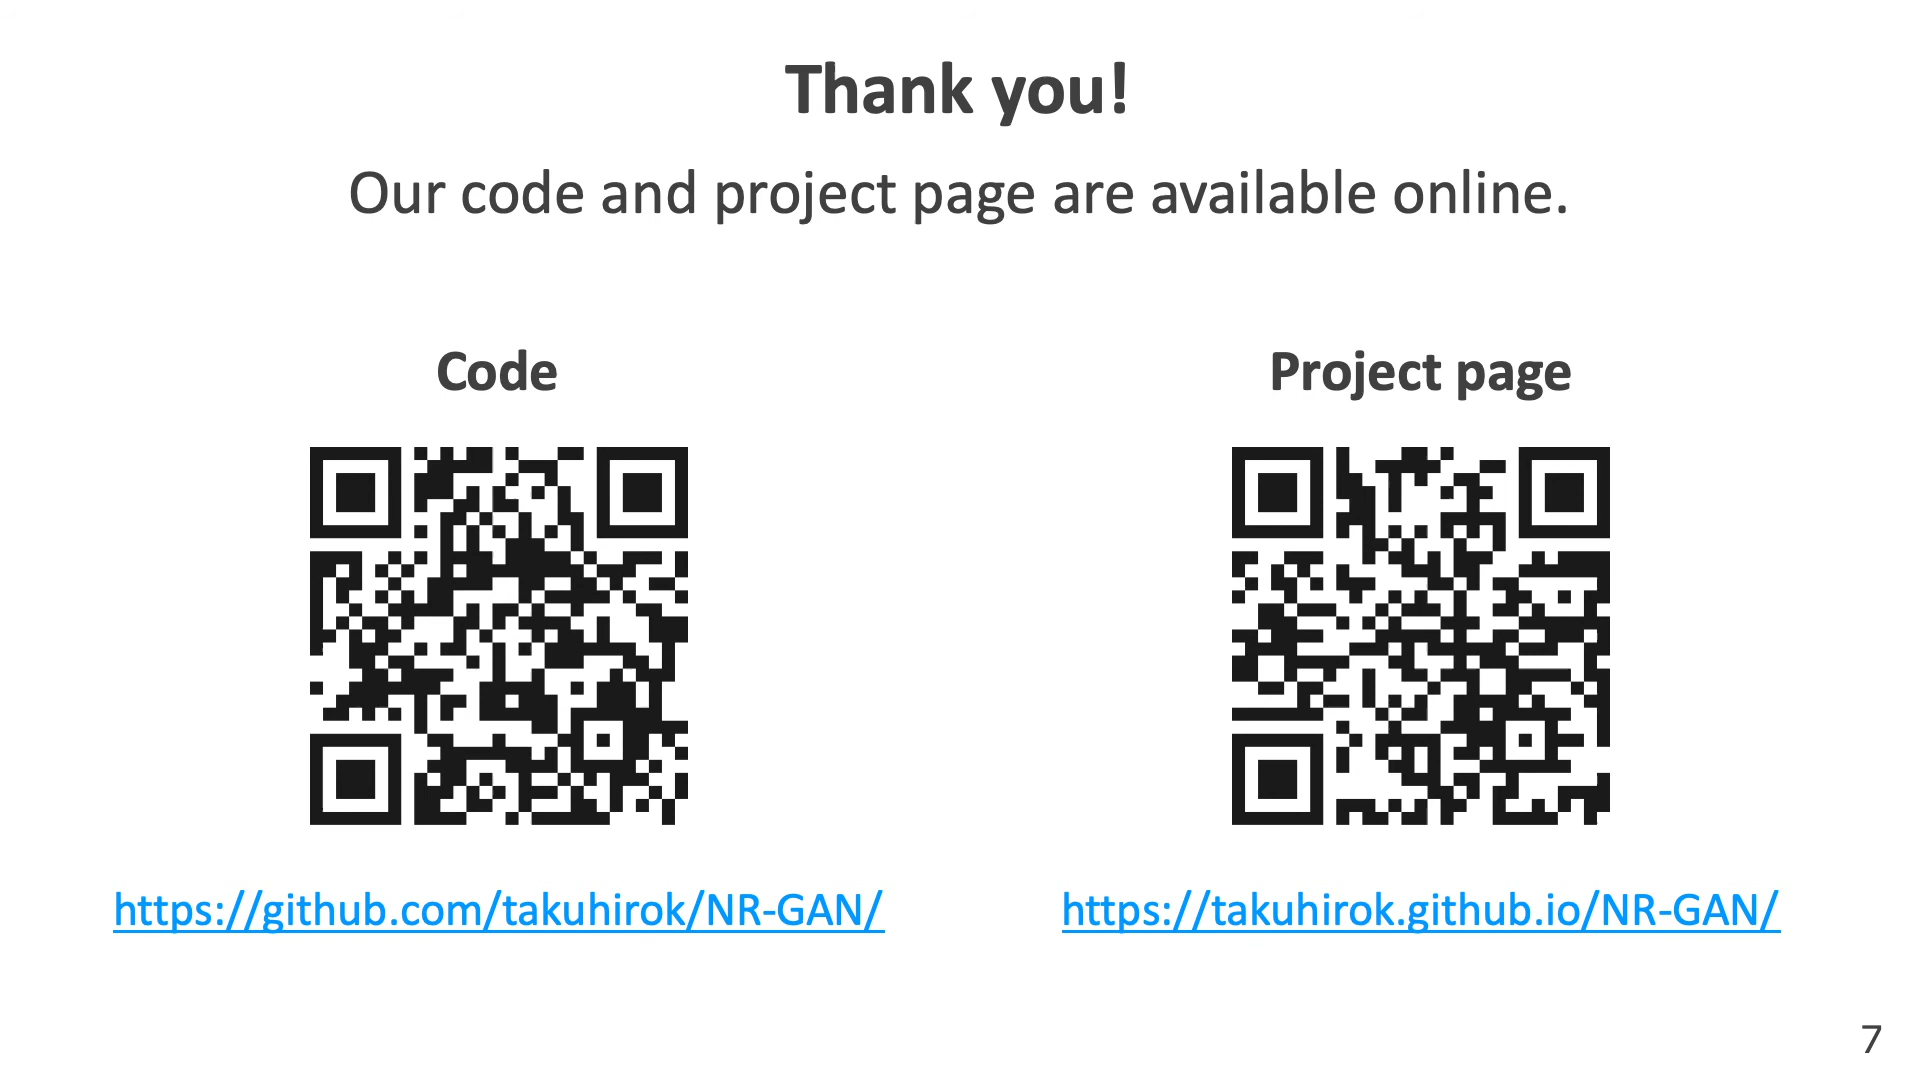 Thank you!
Our code and project page are available online.
Code
Project page
https://github.com/takuhirok/NR-GAN/
https://takuhirok.github.io/NR-GAN/
7